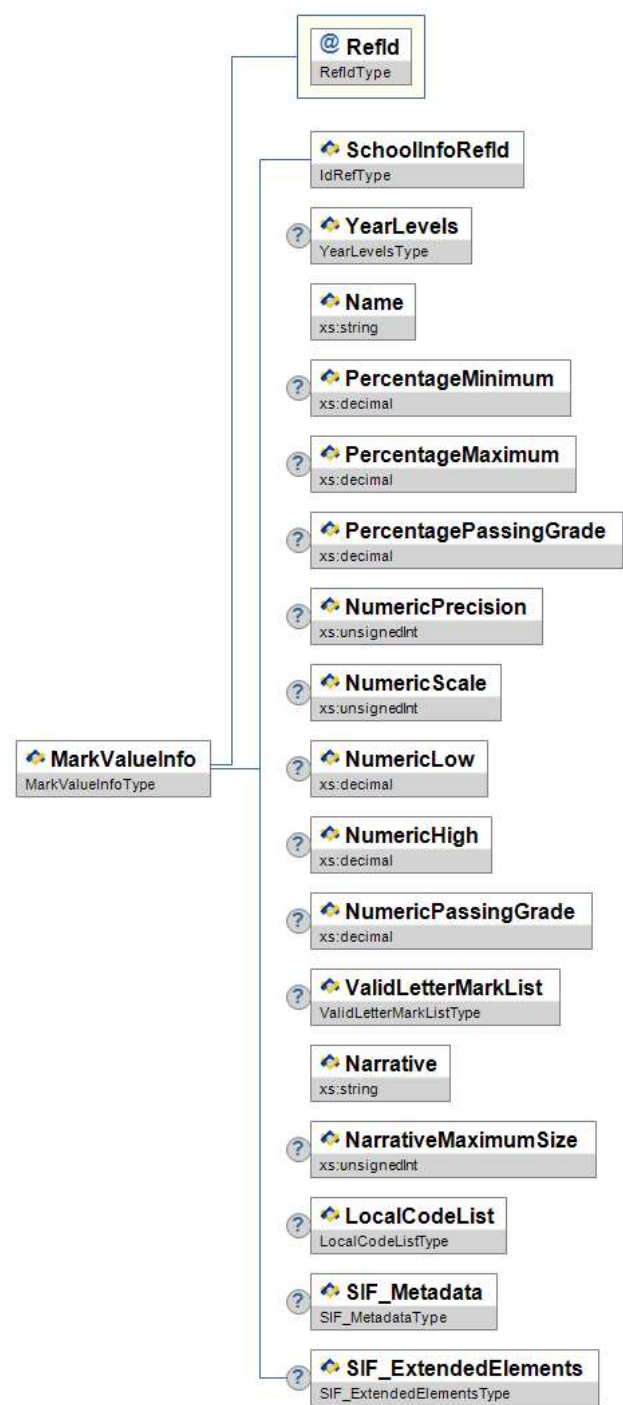 @ RefId
RefIdType
SchoolInfoRefId
IdRefType
? YearLevels
YearLevelsType
Name
xs:string
? PercentageMinimum
xs:decimal
? PercentageMaximum
xs:decimal
? PercentagePassingGrade
xs:decimal
? NumericPrecision
xs:unsignedInt
? NumericScale
xs:unsignedInt
MarkValueInfo
MarkValueInfoType
? NumericLow
xs:decimal
? NumericHigh
xs:decimal
? NumericPassingGrade
xs:decimal
? ValidLetterMarkList
ValidLetterMarkListType
Narrative
xs:string
? NarrativeMaximumSize
xs:unsignedInt
? LocalCodeList
LocalCodeListType
? SIF_Metadata
SIF_MetadataType
? SIF_ExtendedElements
SIF_ExtendedElementsType